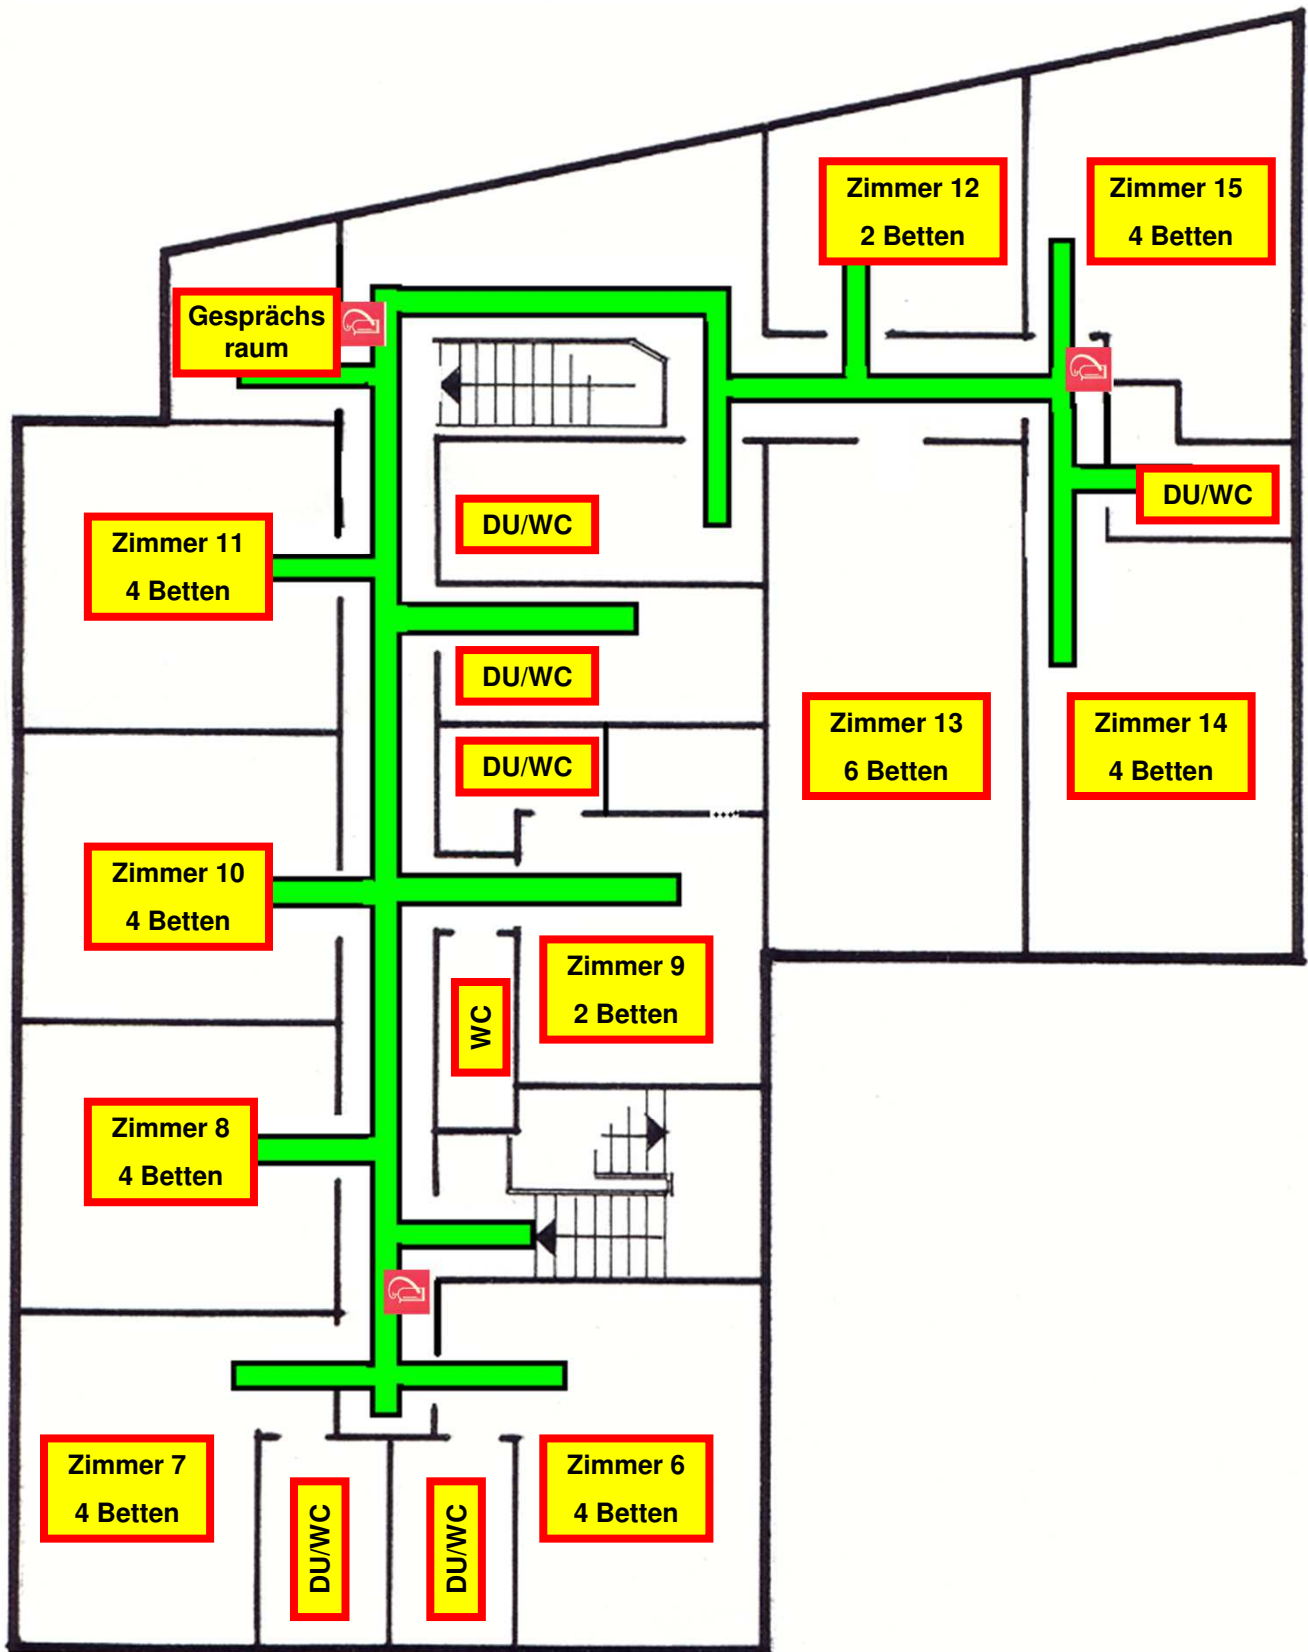 Zimmer 12
2 Betten
Zimmer 15
4 Betten
Gesprächs
raum
DU/WC
DU/WC
Zimmer 11
4 Betten
DU/WC
Zimmer 13
6 Betten
Zimmer 14
4 Betten
DU/WC
Zimmer 10
4 Betten
Zimmer 9
2 Betten
WC
Zimmer 8
4 Betten
Zimmer 7
4 Betten
DU/WC
DU/WC
Zimmer 6
4 Betten